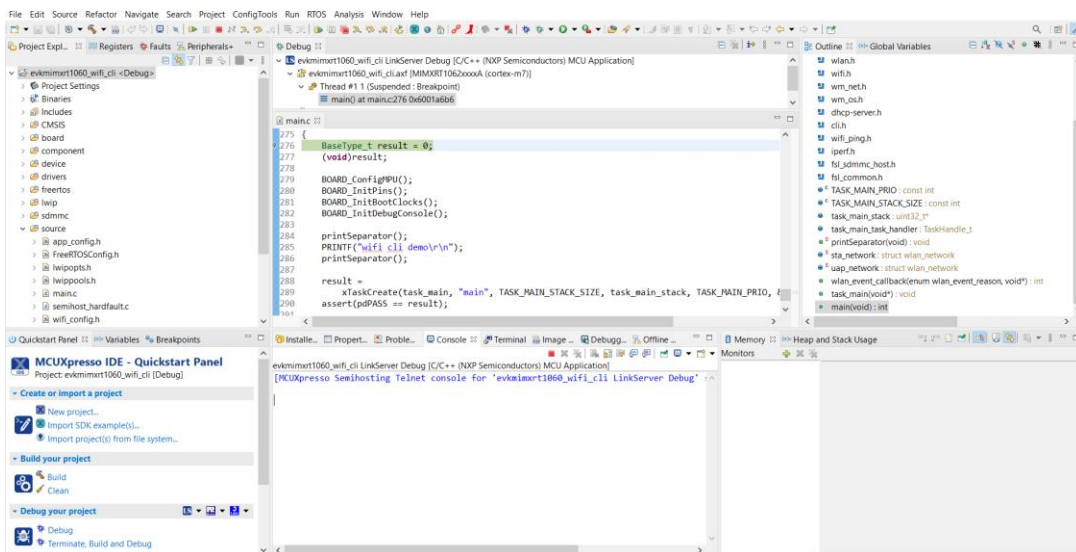 File Edit Source Refactor Navigate Search Project ConfigTools Run RTOS Analysis Window Help
Project Expl... Registers Faults Peripherals+
evkmimxrt1060_wifi_cli <Debug>
Project Settings
Binaries
Includes
CMSIS
board
component
device
drivers
freertos
lwip
sdmmc
source
app_config.h
FreeRTOSConfig.h
lwipopts.h
lwippools.h
main.c
semihost_hardfault.c
wifi_config.h
Debug
evkmimxrt1060_wifi_cli LinkServer Debug [C/C++ (NXP Semiconductors) MCU Application]
evkmimxrt1060_wifi_cli.axf [MIMXRT1062xxxxA (cortex-m7)]
Thread #1 1 (Suspended : Breakpoint)
main() at main.c:276 0x6001a6b6
main.c
275 {
276 BaseType_t result = 0;
277 (void)result;
278
279 BOARD_ConfigMPU();
280 BOARD_InitPins();
281 BOARD_InitBootClocks();
282 BOARD_InitDebugConsole();
283
284 printSeparator();
285 PRINTF("wifi cli demo\r\n");
286 printSeparator();
287
288 result =
289 xTaskCreate(task_main, "main", TASK_MAIN_STACK_SIZE, task_main_stack, TASK_MAIN_PRIO, &
290 assert(pdPASS == result);
291
Outline Global Variables
wlan.h
wifi.h
wm_net.h
wm_os.h
dhcp-server.h
cli.h
wifi_ping.h
iperf.h
fsl_sdmmc_host.h
fsl_common.h
TASK_MAIN_PRIO : const int
TASK_MAIN_STACK_SIZE : const int
task_main_stack : uint32_t*
task_main_task_handler : TaskHandle_t
printSeparator(void) : void
sta_network : struct wlan_network
uap_network : struct wlan_network
wlan_event_callback(enum wlan_event_reason, void*) : int
task_main(void*) : void
main(void) : int
Quickstart Panel Variables Breakpoints
MCUXpresso IDE - Quickstart Panel
Project: evkmimxrt1060_wifi_cli [Debug]
Create or import a project
New project...
Import SDK example(s)...
Import project(s) from file system...
Build your project
Build
Clean
Debug your project
Debug
Terminate, Build and Debug
Installe... Propert... Proble... Console Terminal Image ... Debugg... Offline ...
evkmimxrt1060_wifi_cli LinkServer Debug [C/C++ (NXP Semiconductors) MCU Application]
[MCUXpresso Semihosting Telnet console for 'evkmimxrt1060_wifi_cli LinkServer Debug'
Memory Heap and Stack Usage
Monitors